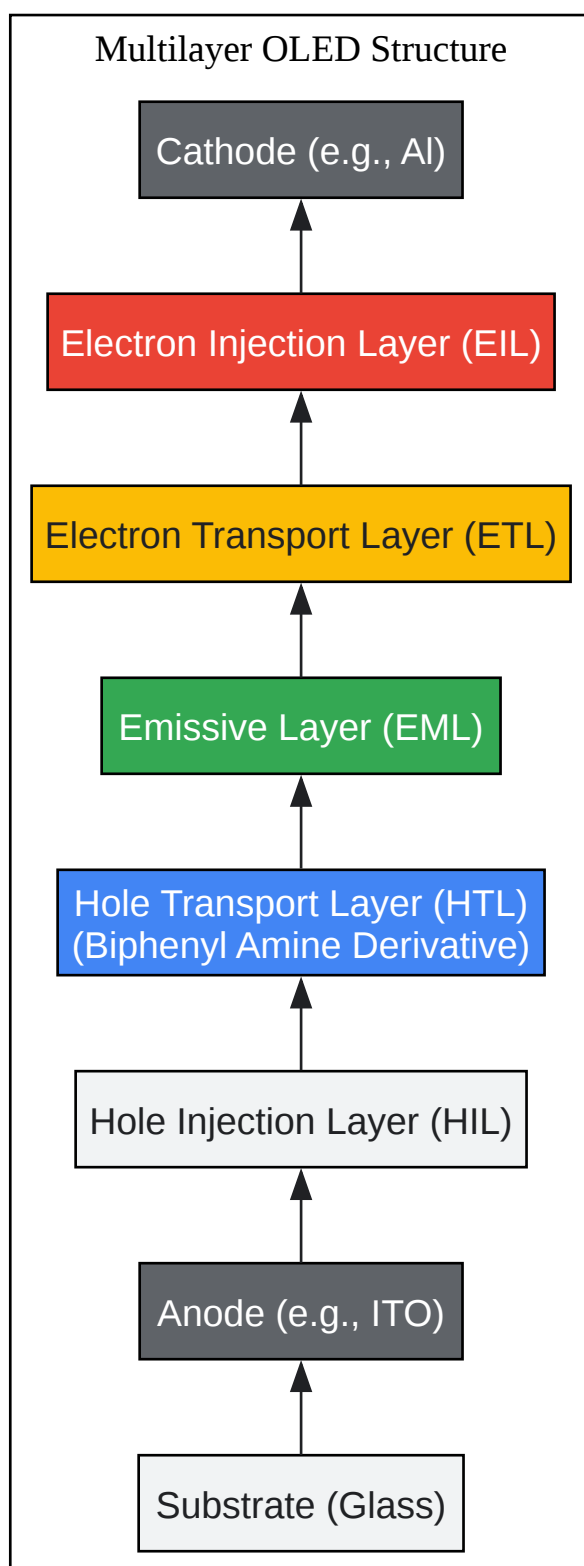 Multilayer OLED Structure
Cathode (e.g., Al)
Electron Injection Layer (EIL)
Electron Transport Layer (ETL)
Emissive Layer (EML)
Hole Transport Layer (HTL)
(Biphenyl Amine Derivative)
Hole Injection Layer (HIL)
Anode (e.g., ITO)
Substrate (Glass)